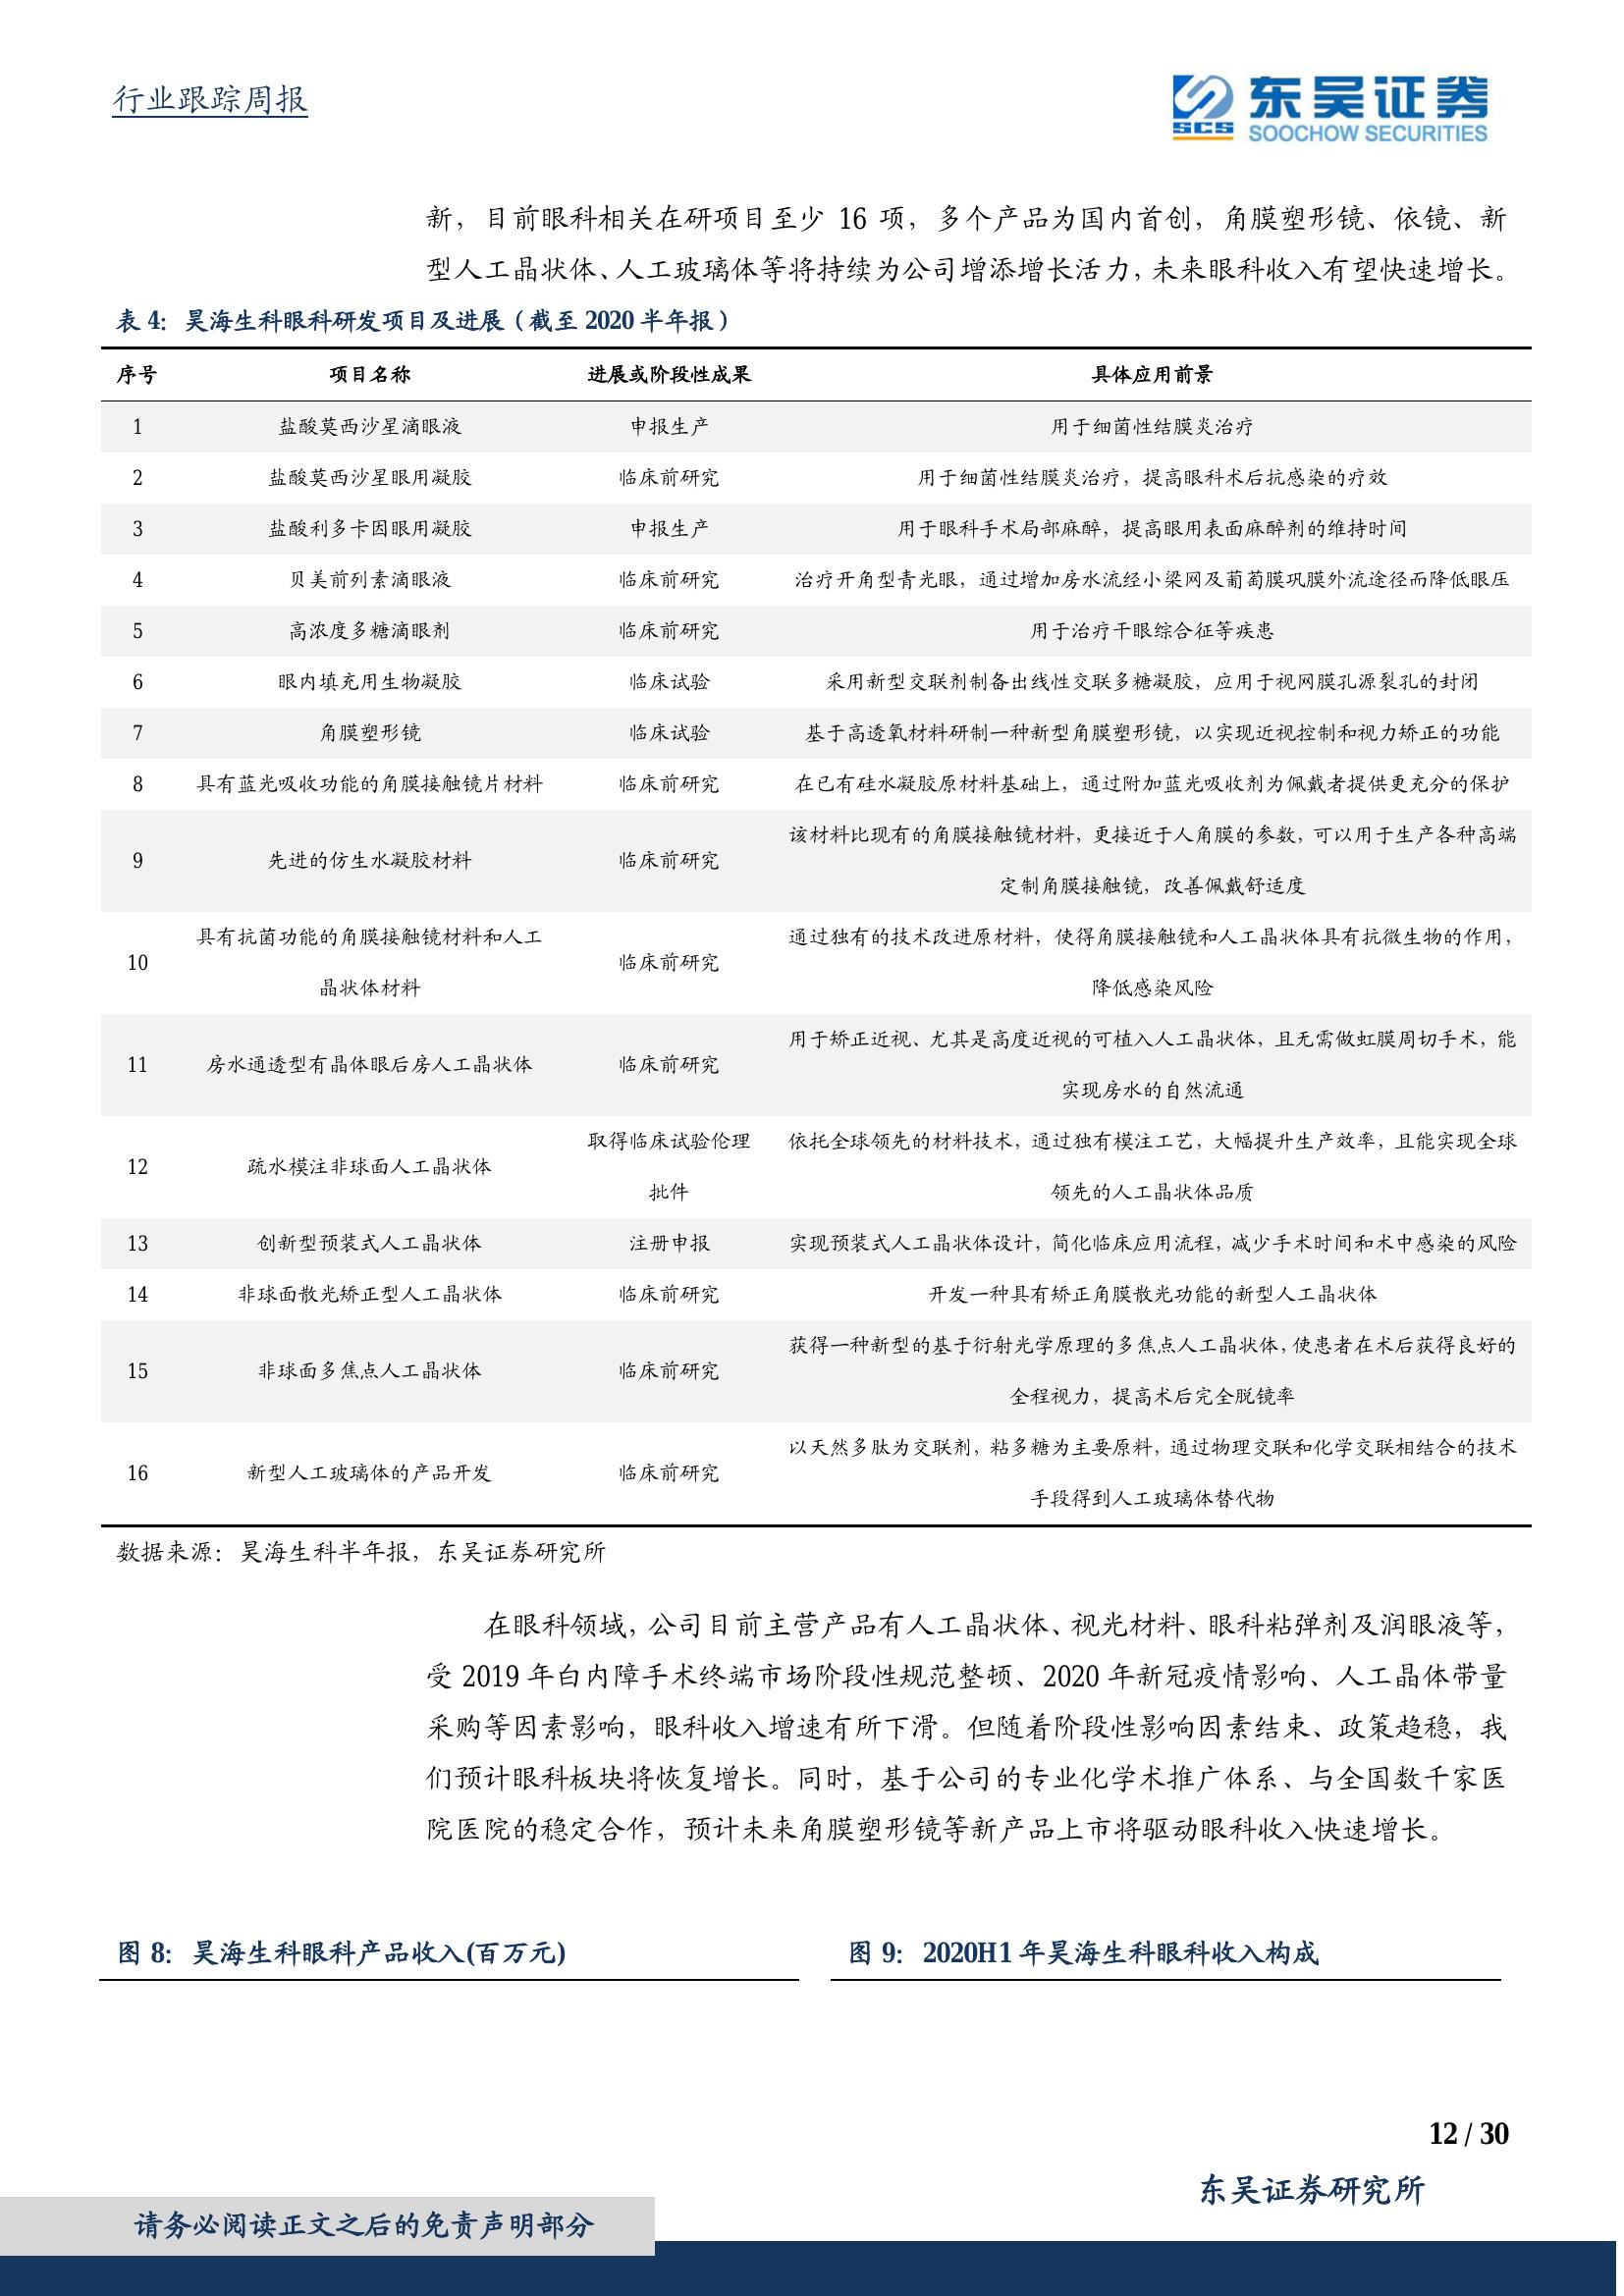 行业跟踪周报
SCS
东吴证券
SOOCHOW SECURITIES
新，目前眼科相关在研项目至少 16 项，多个产品为国内首创，角膜塑形镜、依镜、新
型人工晶状体、人工玻璃体等将持续为公司增添增长活力，未来眼科收入有望快速增长。
表 4：昊海生科眼科研发项目及进展（截至 2020 半年报）
序号 项目名称 进展或阶段性成果 具体应用前景
1 盐酸莫西沙星滴眼液 申报生产 用于细菌性结膜炎治疗
2 盐酸莫西沙星眼用凝胶 临床前研究 用于细菌性结膜炎治疗，提高眼科术后抗感染的疗效
3 盐酸利多卡因眼用凝胶 申报生产 用于眼科手术局部麻醉，提高眼用表面麻醉剂的维持时间
4 贝美前列素滴眼液 临床前研究 治疗开角型青光眼，通过增加房水流经小梁网及葡萄膜巩膜外流途径而降低眼压
5 高浓度多糖滴眼剂 临床前研究 用于治疗干眼综合征等疾患
6 眼内填充用生物凝胶 临床试验 采用新型交联剂制备出线性交联多糖凝胶，应用于视网膜孔源裂孔的封闭
7 角膜塑形镜 临床试验 基于高透氧材料研制一种新型角膜塑形镜，以实现近视控制和视力矫正的功能
8 具有蓝光吸收功能的角膜接触镜片材料 临床前研究 在已有硅水凝胶原材料基础上，通过附加蓝光吸收剂为佩戴者提供更充分的保护
9 先进的仿生水凝胶材料 临床前研究 该材料比现有的角膜接触镜材料，更接近于人角膜的参数，可以用于生产各种高端
定制角膜接触镜，改善佩戴舒适度
10 具有抗菌功能的角膜接触镜材料和人工
晶状体材料 临床前研究 通过独有的技术改进原材料，使得角膜接触镜和人工晶状体具有抗微生物的作用，
降低感染风险
11 房水通透型有晶体眼后房人工晶状体 临床前研究 用于矫正近视、尤其是高度近视的可植入人工晶状体，且无需做虹膜周切手术，能
实现房水的自然流通
12 疏水模注非球面人工晶状体 取得临床试验伦理
批件 依托全球领先的材料技术，通过独有模注工艺，大幅提升生产效率，且能实现全球
领先的人工晶状体品质
13 创新型预装式人工晶状体 注册申报 实现预装式人工晶状体设计，简化临床应用流程，减少手术时间和术中感染的风险
14 非球面散光矫正型人工晶状体 临床前研究 开发一种具有矫正角膜散光功能的新型人工晶状体
15 非球面多焦点人工晶状体 临床前研究 获得一种新型的基于衍射光学原理的多焦点人工晶状体，使患者在术后获得良好的
全程视力，提高术后完全脱镜率
16 新型人工玻璃体的产品开发 临床前研究 以天然多肽为交联剂，粘多糖为主要原料，通过物理交联和化学交联相结合的技术
手段得到人工玻璃体替代物
数据来源：昊海生科半年报，东吴证券研究所
在眼科领域，公司目前主营产品有人工晶状体、视光材料、眼科粘弹剂及润眼液等，
受 2019 年白内障手术终端市场阶段性规范整顿、2020 年新冠疫情影响、人工晶体带量
采购等因素影响，眼科收入增速有所下滑。但随着阶段性影响因素结束、政策趋稳，我
们预计眼科板块将恢复增长。同时，基于公司的专业化学术推广体系、与全国数千家医
院医院的稳定合作，预计未来角膜塑形镜等新产品上市将驱动眼科收入快速增长。
图 8：昊海生科眼科产品收入(百万元)
图 9：2020H1 年昊海生科眼科收入构成
12 / 30
东吴证券研究所
请务必阅读正文之后的免责声明部分